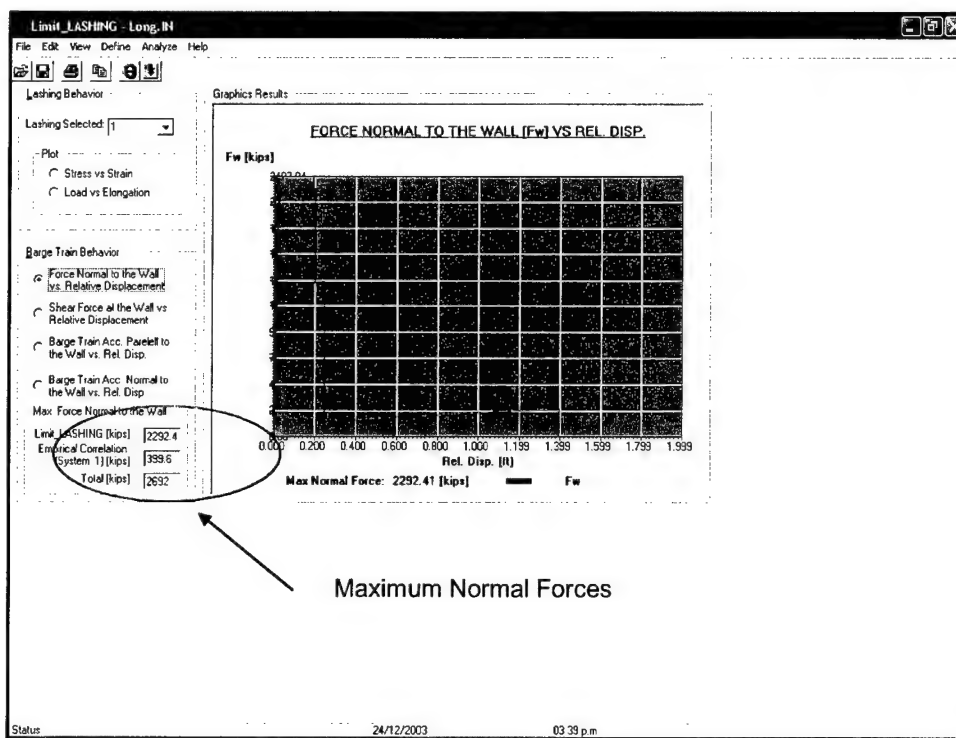 Limit_LASHING - Long.IN
File Edit View Define Analyze Help
Lashing Behavior
Lashing Selected: 1
Plot
Stress vs Strain
Load vs Elongation
Barge Train Behavior
Force Normal to the Wall
vs. Relative Displacement
Shear Force at the Wall vs
Relative Displacement
Barge Train Acc. Parelell to
the Wall vs. Rel. Disp.
Barge Train Acc. Normal to
the Wall vs. Rel. Disp
Max Force Normal to the Wall
Limit_LASHING [kips] 2292.4
Empirical Correlation
(System 1) [kips] 399.6
Total [kips] 2692
Graphics Results
FORCE NORMAL TO THE WALL [Fw] VS REL. DISP.
Fw [kips]
0.000 0.200 0.400 0.600 0.800 1.000 1.199 1.399 1.599 1.799 1.999
Rel. Disp. [ft]
Max Normal Force: 2292.41 [kips] Fw
Maximum Normal Forces
Status 24/12/2003 03:39 p.m